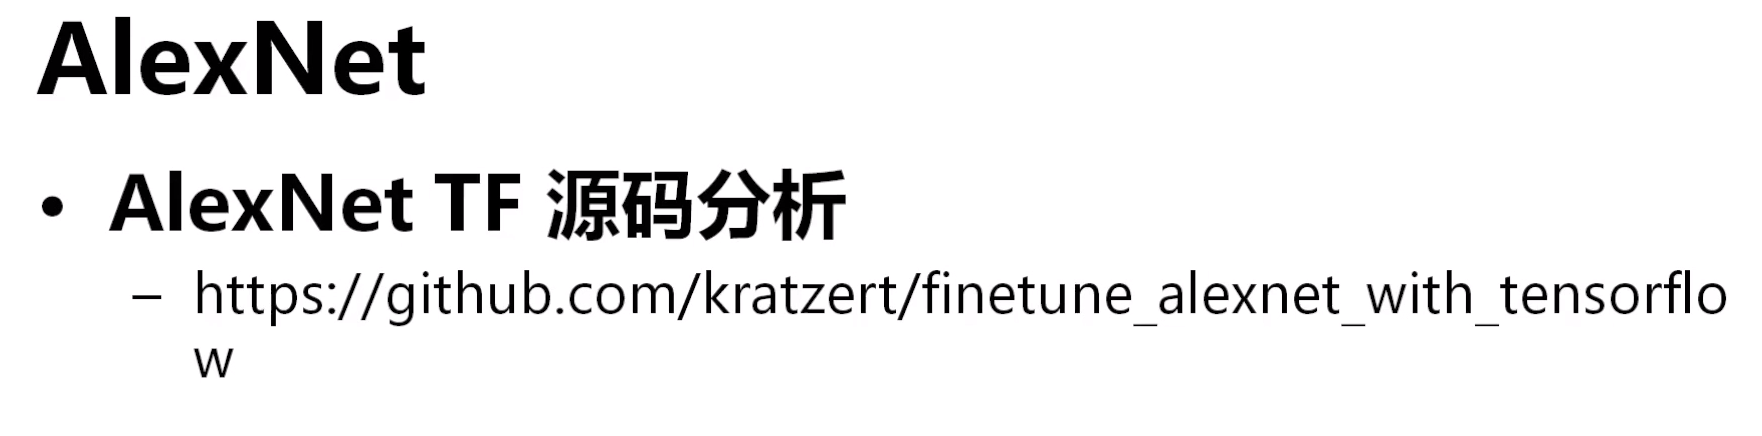 AlexNet
• AlexNet TF 源码分析
– https://github.com/kratzert/finetune_alexnet_with_tensorflo
w